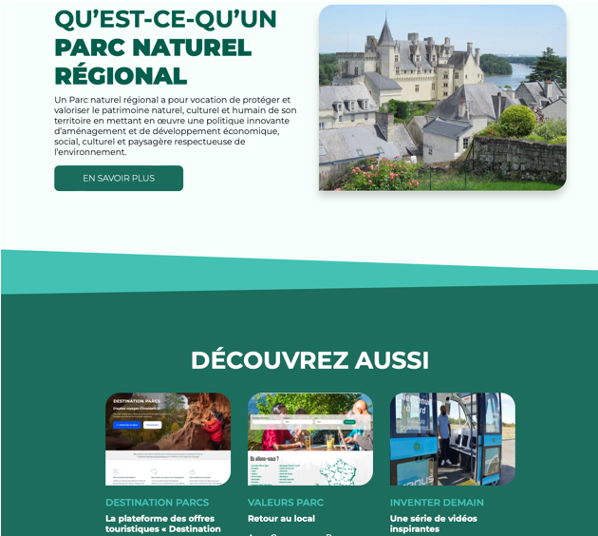 QU’EST-CE-QU’UN
PARC NATUREL
RÉGIONAL
Un Parc naturel régional a pour vocation de protéger et
valoriser le patrimoine naturel, culturel et humain de son
territoire en mettant en œuvre une politique innovante
d’aménagement et de développement économique,
social, culturel et paysagère respectueuse de
l’environnement.
EN SAVOIR PLUS
DÉCOUVREZ AUSSI
DESTINATION PARCS
DESTINATION PARCS
La plateforme des offres
touristiques « Destination
VALEURS PARC
Retour au local
INVENTER DEMAIN
Une série de vidéos
inspirantes